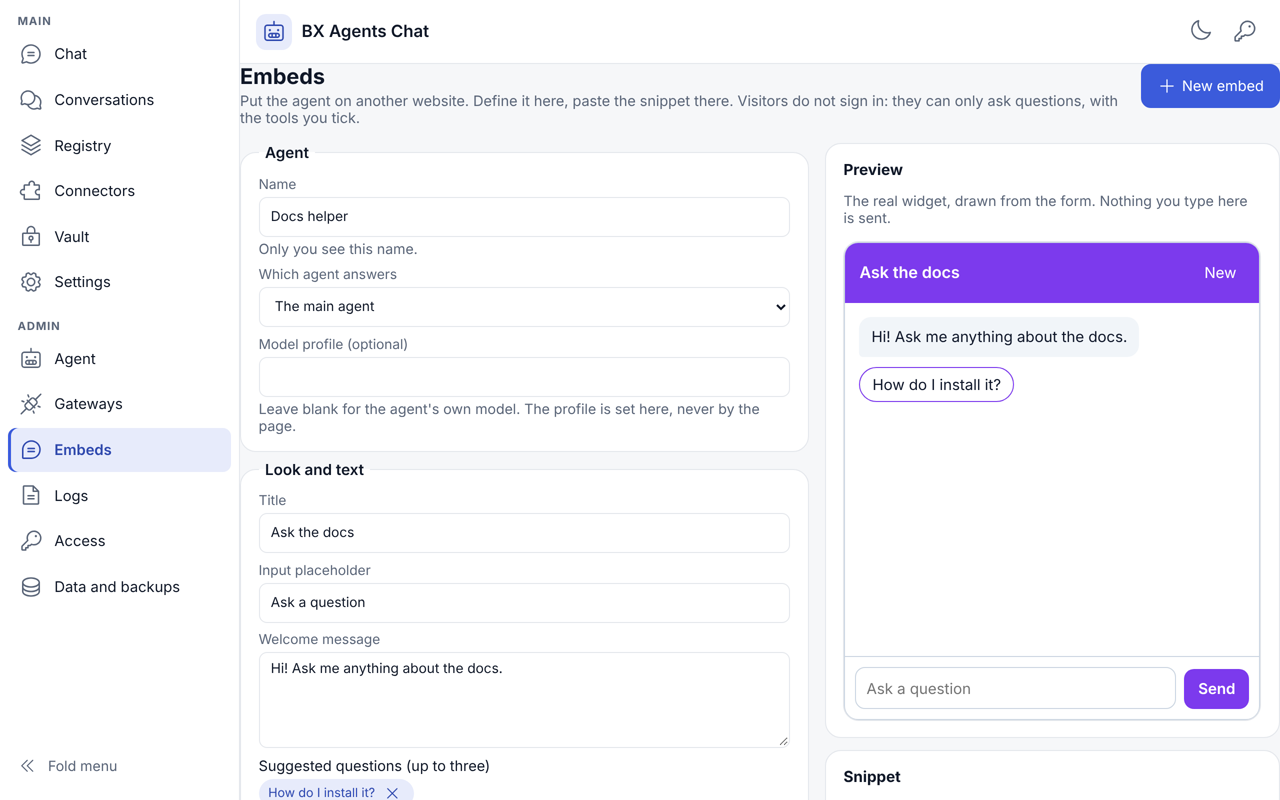 MAIN
Chat
Conversations
Registry
Connectors
Vault
Settings
ADMIN
Agent
Gateways
Embeds
Logs
Access
Data and backups
Fold menu
BX Agents Chat
Embeds
Put the agent on another website. Define it here, paste the snippet there. Visitors do not sign in: they can only ask questions, with
the tools you tick.
New embed
Agent
Name
Docs helper
Only you see this name.
Which agent answers
The main agent
Model profile (optional)
Leave blank for the agent's own model. The profile is set here, never by the
page.
Look and text
Title
Ask the docs
Input placeholder
Ask a question
Welcome message
Hi! Ask me anything about the docs.
Suggested questions (up to three)
How do I install it?
Preview
The real widget, drawn from the form. Nothing you type here
is sent.
Ask the docs
New
Hi! Ask me anything about the docs.
How do I install it?
Ask a question
Send
Snippet